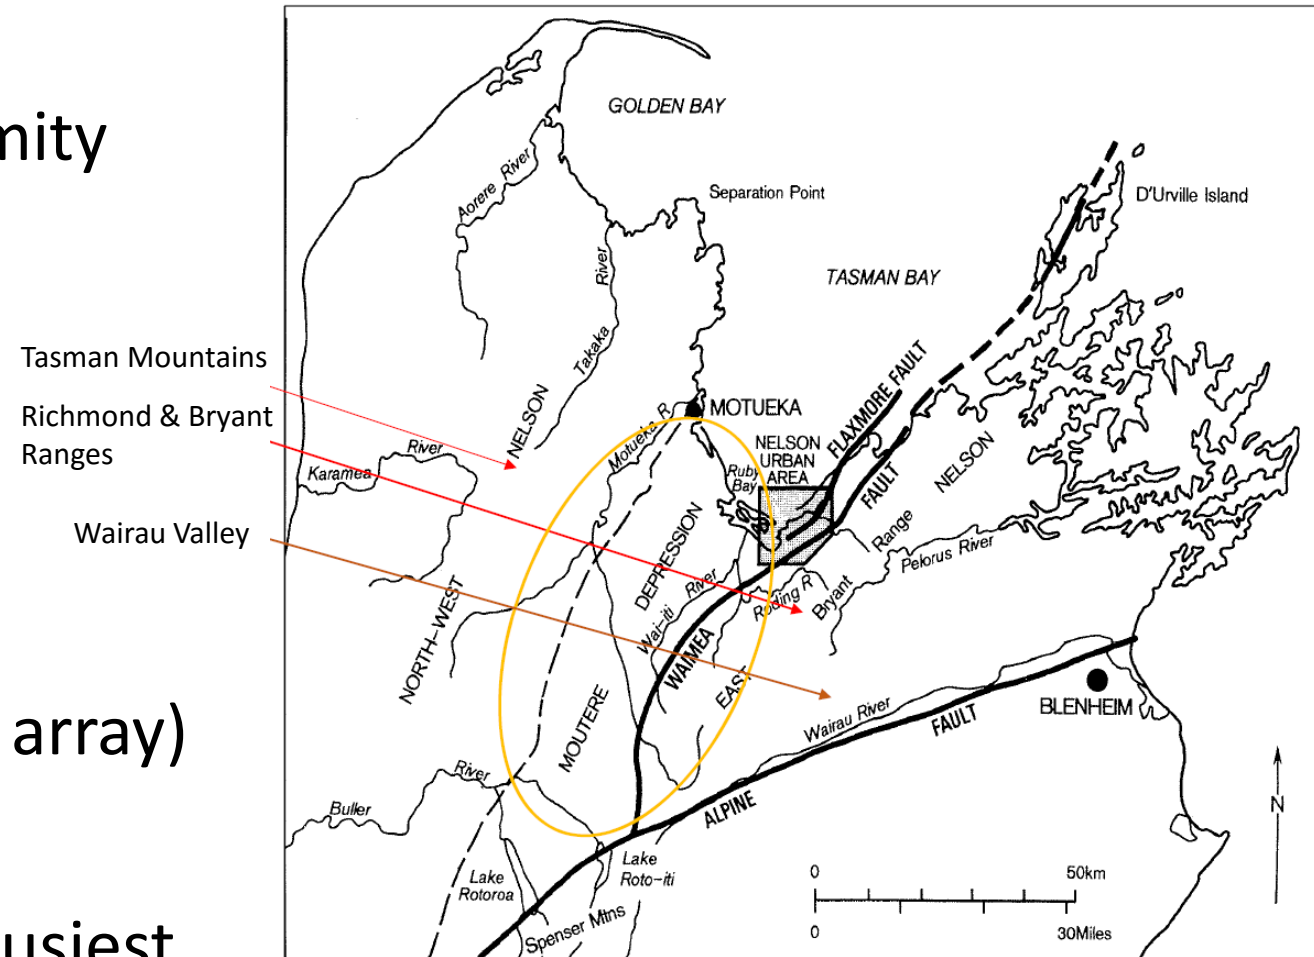 mity
Tasman Mountains
Richmond & Bryant
Ranges
Wairau Valley
array)
usiest
GOLDEN BAY
Aorere River
Separation Point
D'Urville Island
TASMAN BAY
River
Takaka
NELSON
Motueka R
MOTUEKA
FLAXMORE FAULT
NELSON
URBAN
AREA
Ruby
Bay
FAULT
NELSON
River
Karamea
Range
Pelorus River
DEPRESSION
River
Wai-iti
Roding R
Bryant
NORTH-WEST
WAIMEA
EAST
MOUTERE
Wairau River
FAULT
BLENHEIM
River
Buller
ALPINE
N
Lake
Roto-iti
Lake
Rotoroa
Spenser Mtns
0 50km
0 30Miles